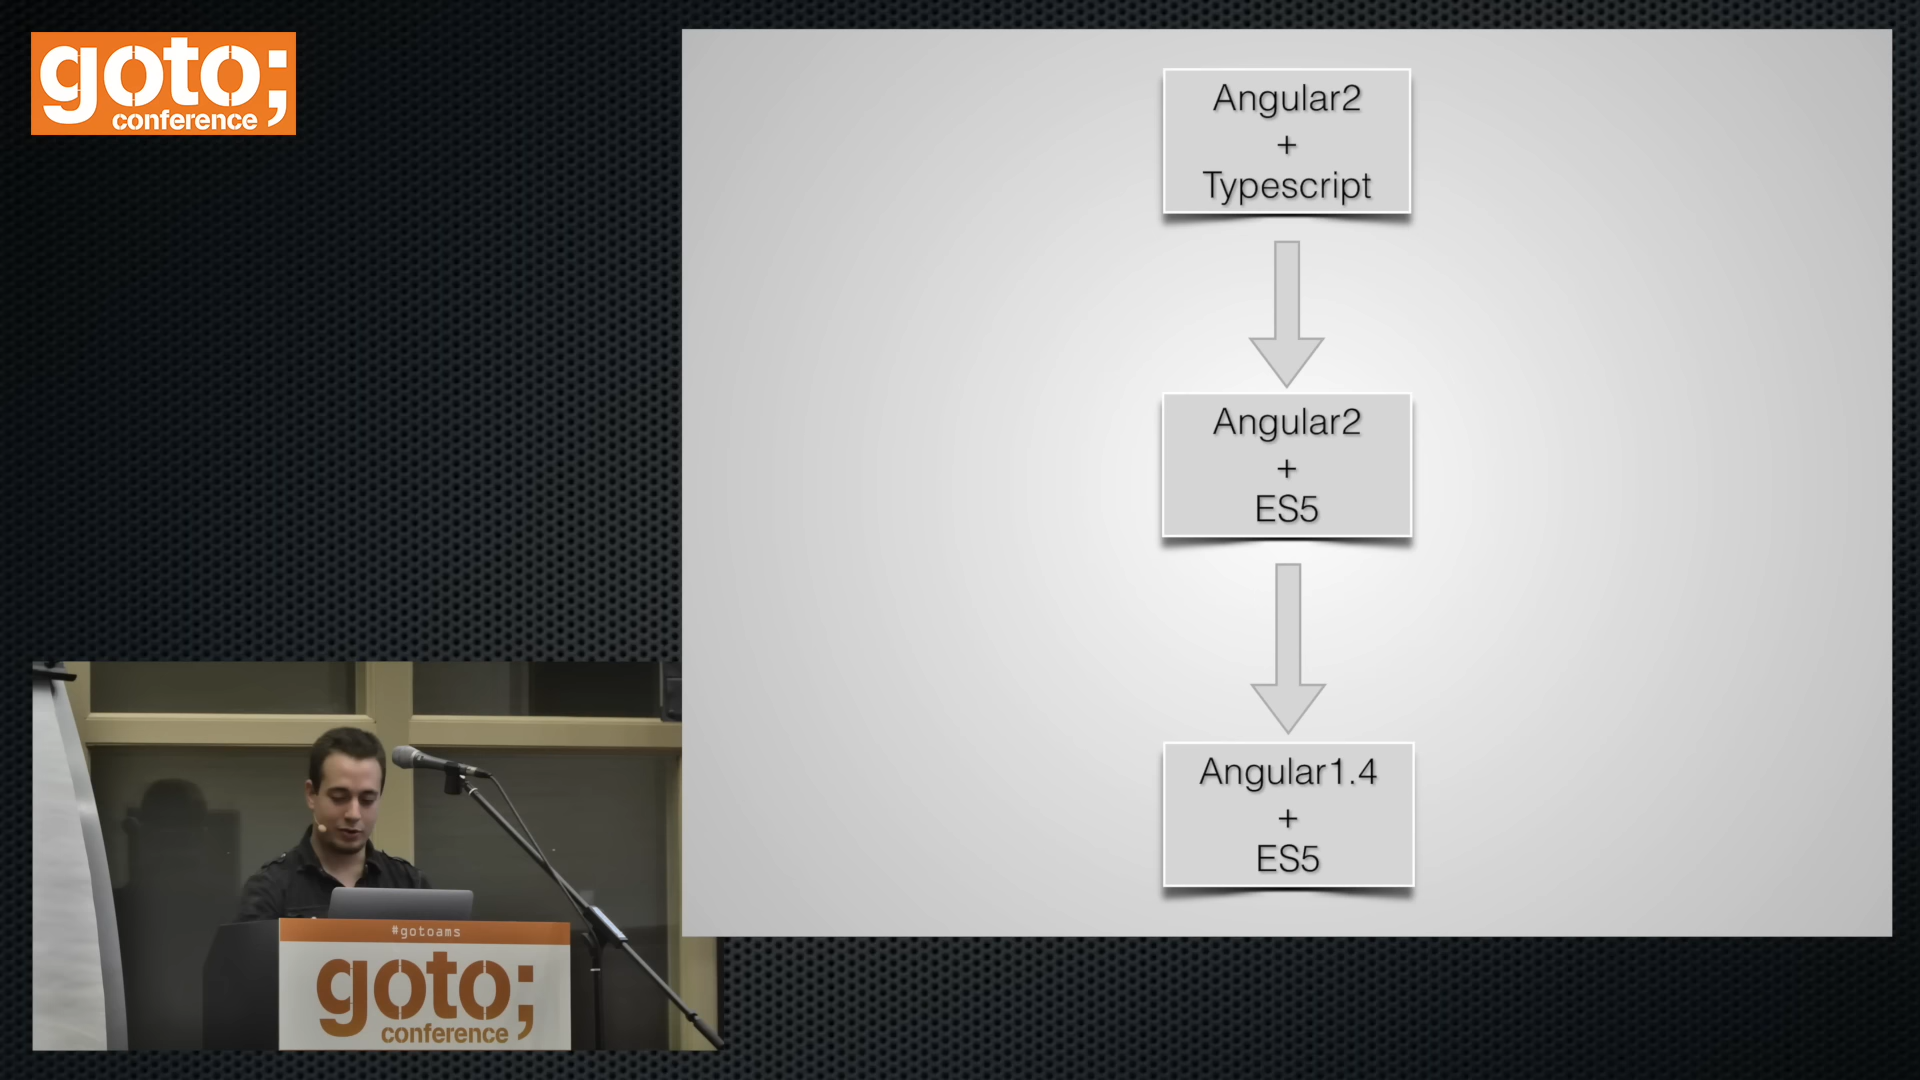 goto;
conference
Angular2
+
Typescript
Angular2
+
ES5
Angular1.4
+
ES5
#gotoams
goto;
conference